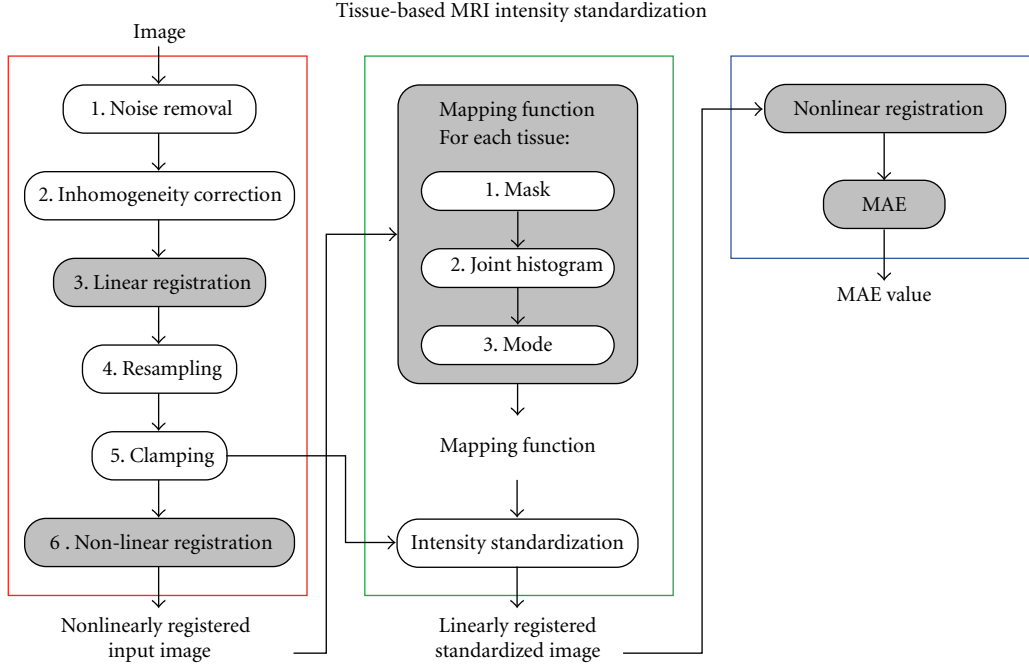 Tissue-based MRI intensity standardization
Image
1. Noise removal
2. Inhomogeneity correction
3. Linear registration
4. Resampling
5. Clamping
6 . Non-linear registration
Nonlinearly registered
input image
Mapping function
For each tissue:
1. Mask
2. Joint histogram
3. Mode
Mapping function
Intensity standardization
Linearly registered
standardized image
Nonlinear registration
MAE
MAE value